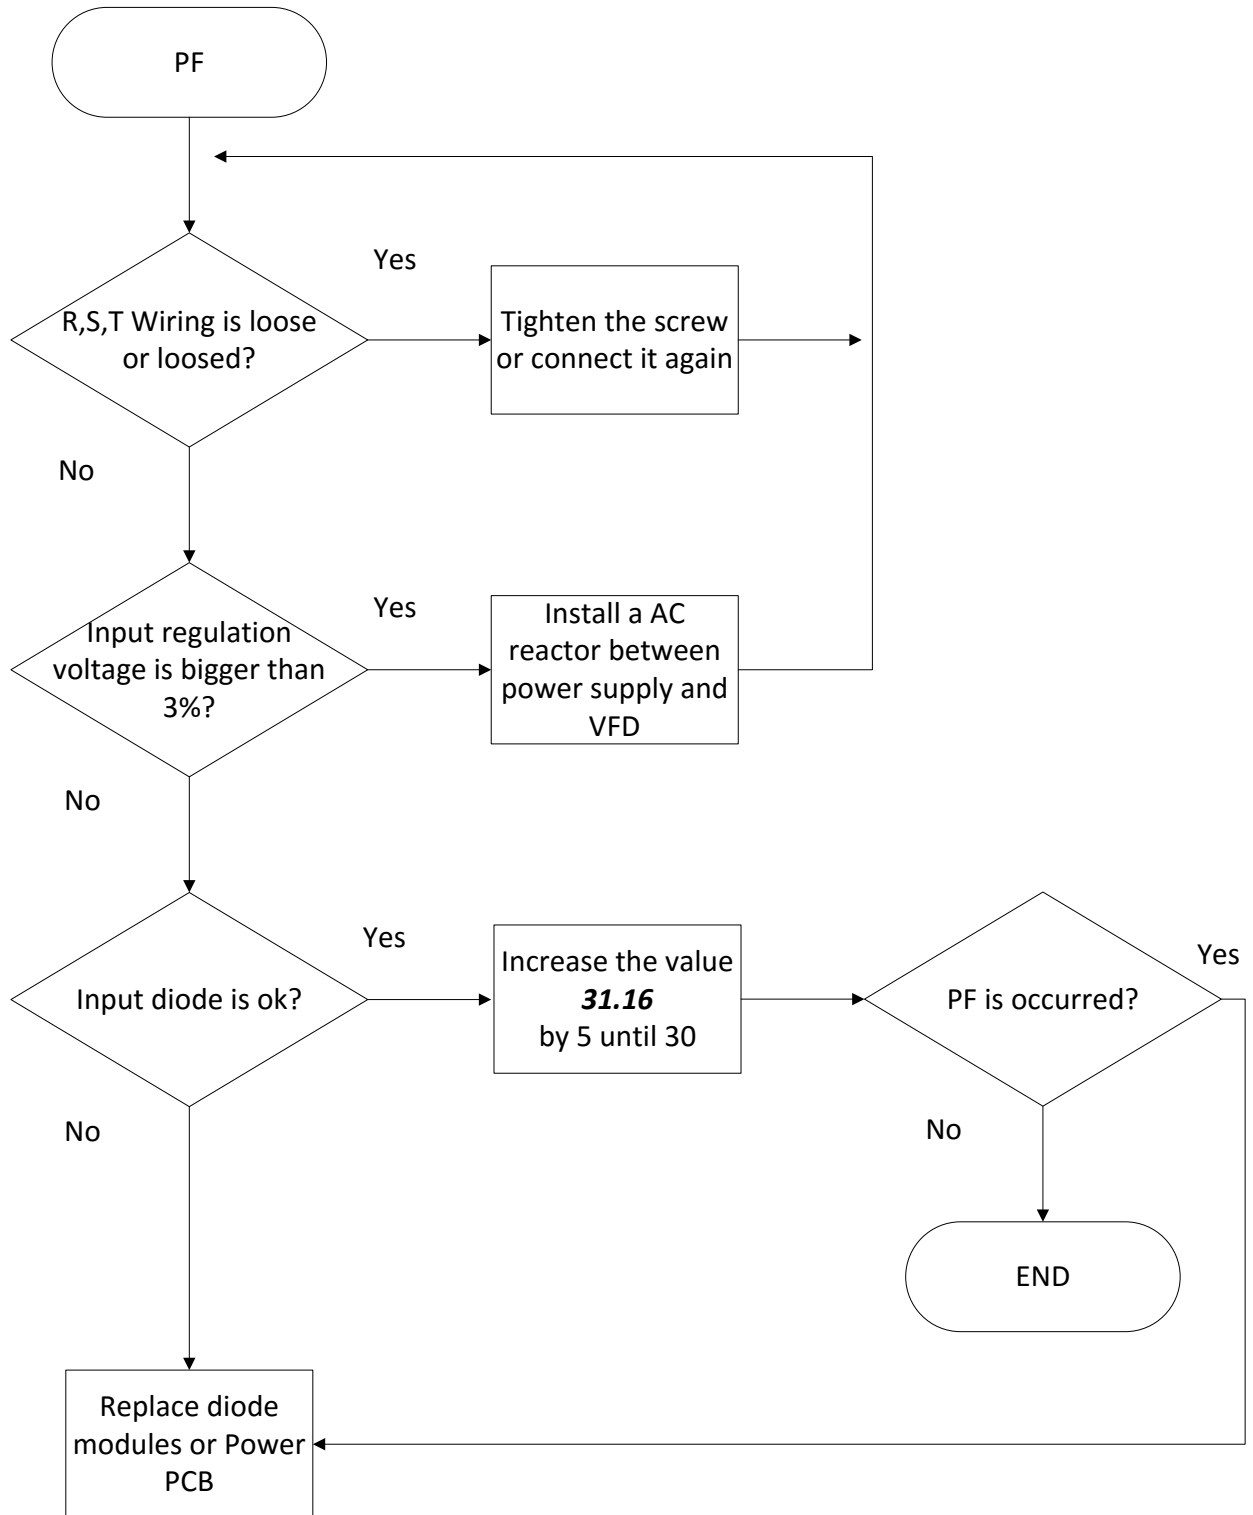 PF
Yes
R,S,T Wiring is loose
or loosed?
Tighten the screw
or connect it again
No
Yes
Input regulation
voltage is bigger than
3%?
Install a AC
reactor between
power supply and
VFD
No
Yes
Input diode is ok?
Increase the value
31.16
by 5 until 30
PF is occurred?
Yes
No
No
END
Replace diode
modules or Power
PCB